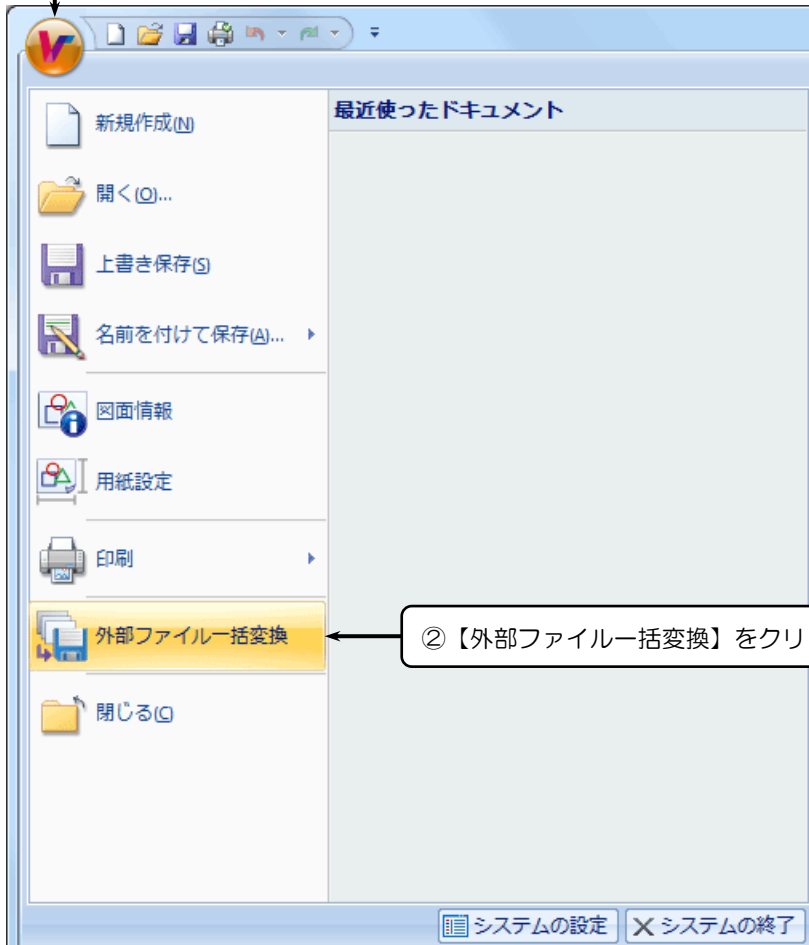 最近使ったドキュメント
新規作成(N)
開く(O)...
上書き保存(S)
名前を付けて保存(A)...
図面情報
用紙設定
印刷
外部ファイル一括変換
②【外部ファイル一括変換】をクリ
閉じる(C)
システムの設定
システムの終了